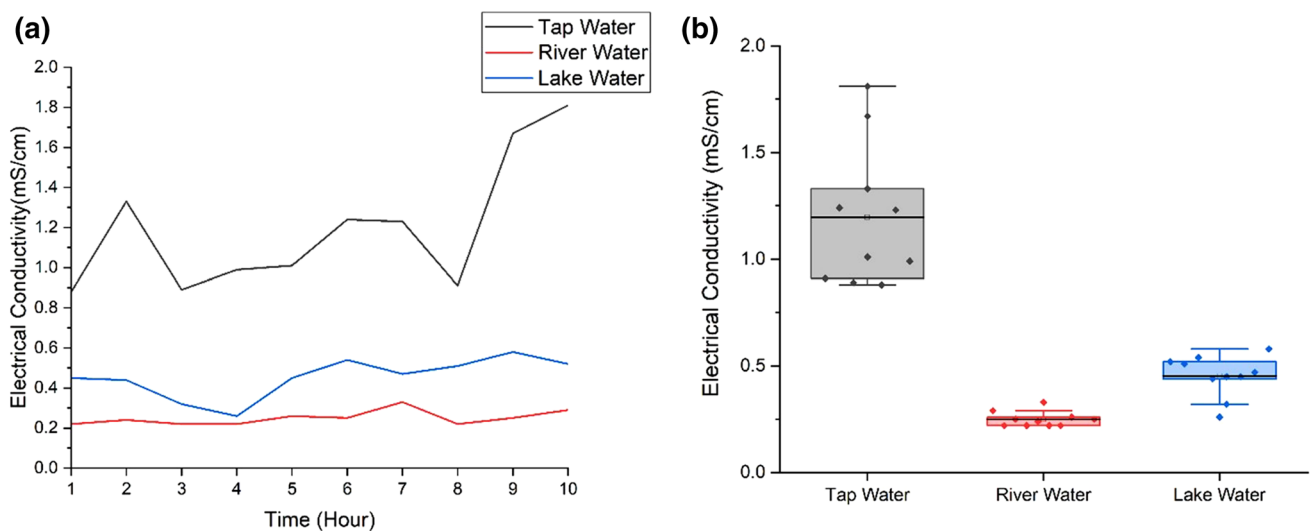 (a)
Tap Water
River Water
Lake Water
2.0
1.8
1.6
1.4
1.2
1.0
0.8
0.6
0.4
0.2
0.0
Electrical Conductivity(mS/cm)
1 2 3 4 5 6 7 8 9 10
Time (Hour)
(b)
2.0
1.5
1.0
0.5
0.0
Electrical Conductivity (mS/cm)
Tap Water River Water Lake Water